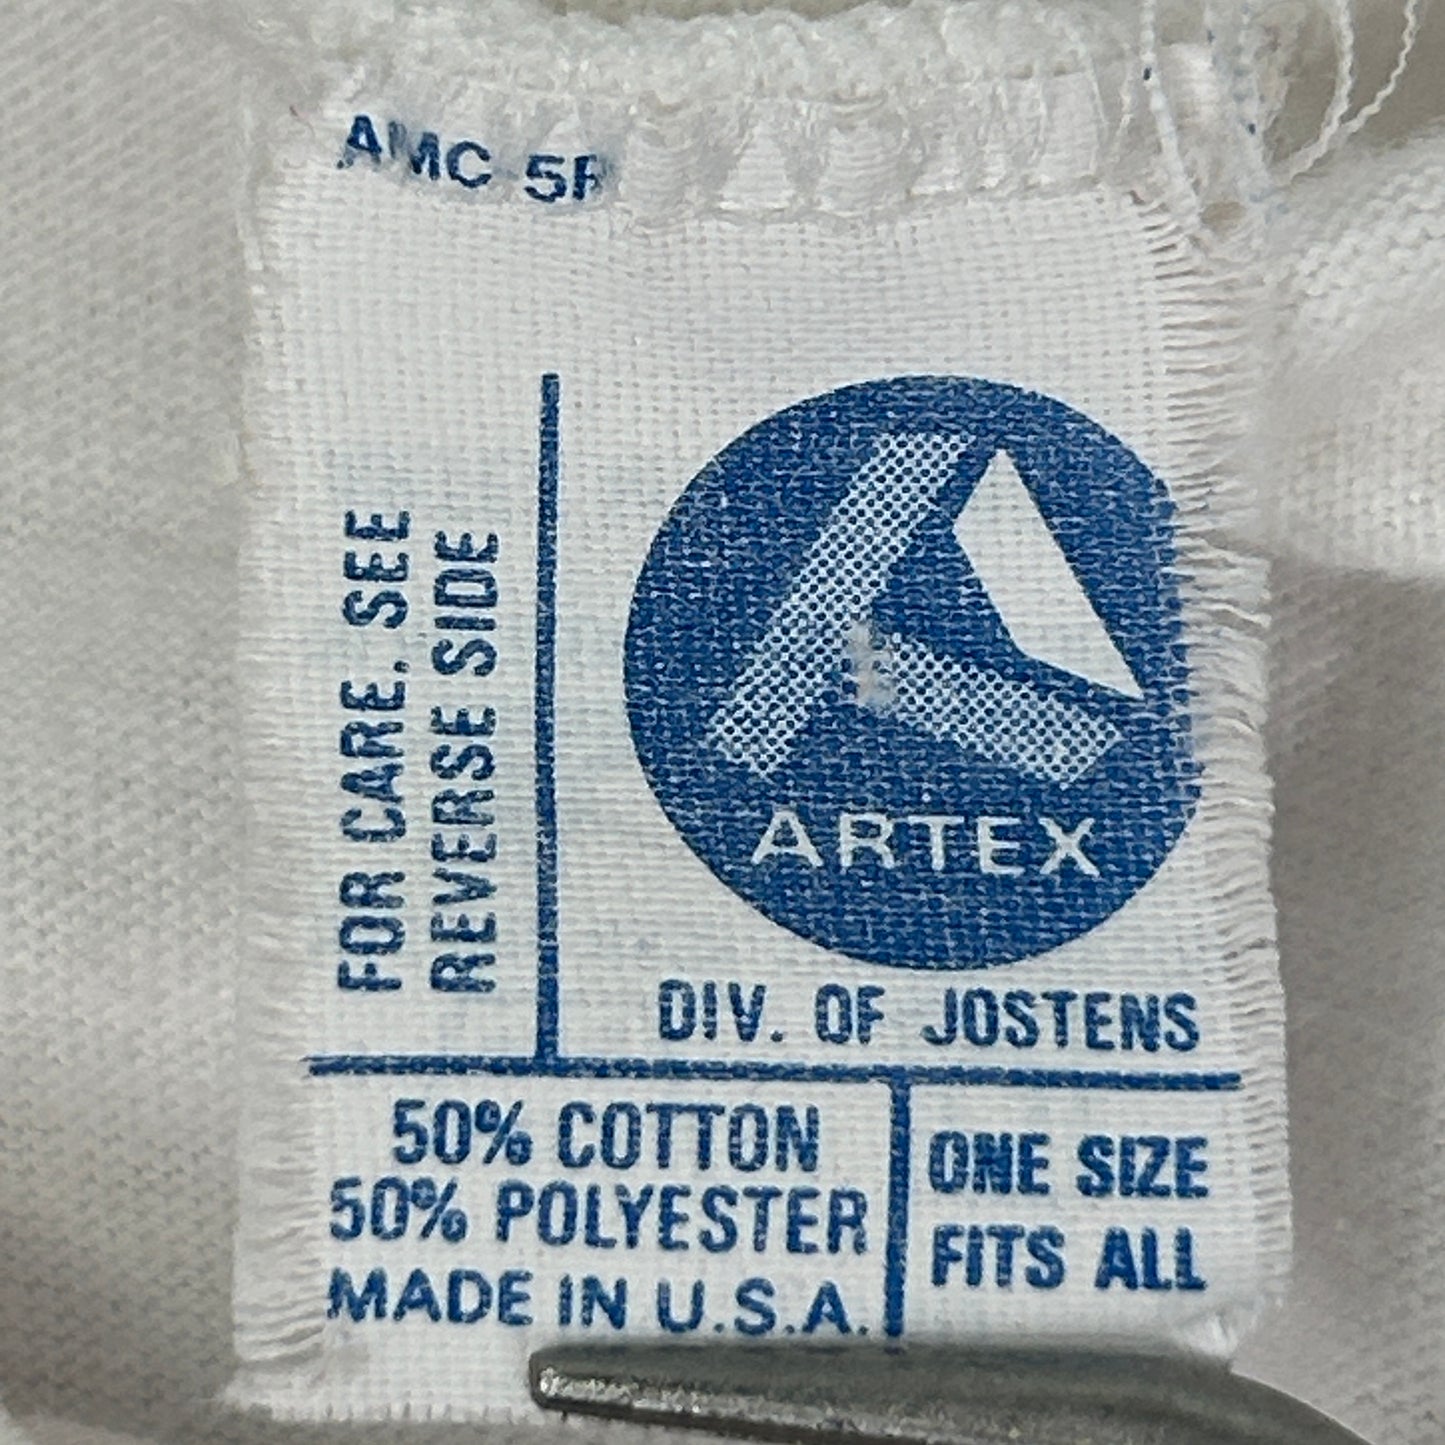 AMC
FOR CARE, SEE
REVERSE SIDE
ARTEX
DIV. OF JOSTENS
50% COTTON
50% POLYESTER
MADE IN U.S.A.
ONE SIZE
FITS ALL